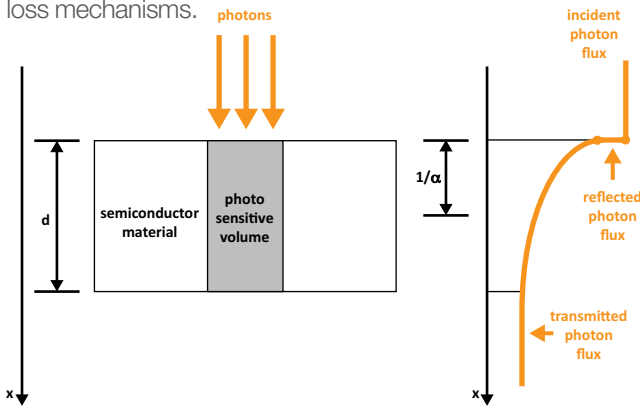 loss mechanisms.
photons
d
semiconductor
material
photo
sensitive
volume
x
1/α
incident
photon
flux
reflected
photon
flux
transmitted
photon
flux
x